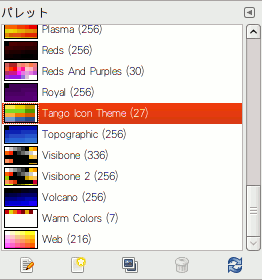 パレット
Plasma (256)
Reds (256)
Reds And Purples (30)
Royal (256)
Tango Icon Theme (27)
Topographic (256)
Visibone (336)
Visibone 2 (256)
Volcano (256)
Warm Colors (7)
Web (216)